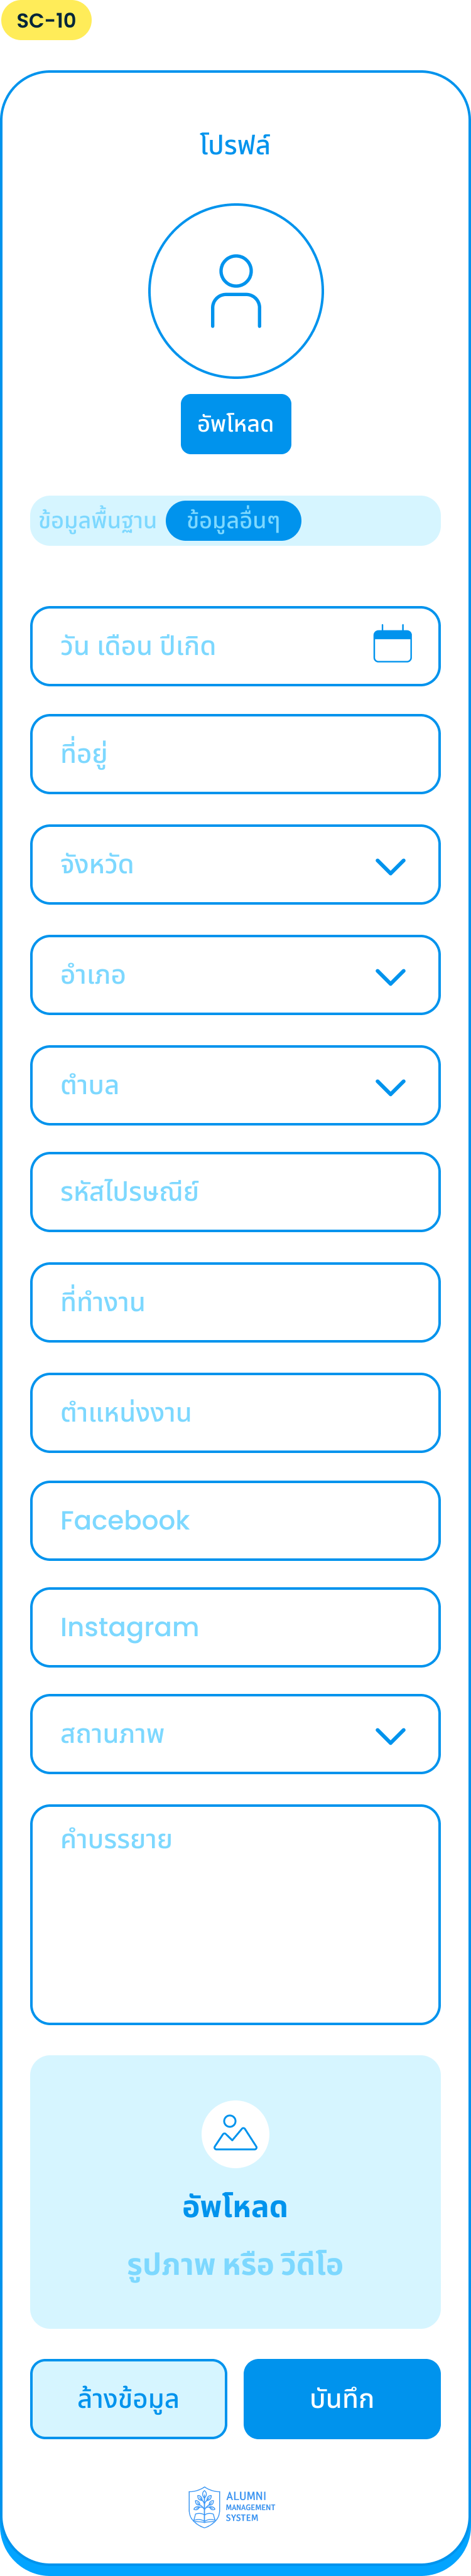 SC-10
โปรฟล์
อัพโหลด
ข้อมูลพื้นฐาน ข้อมูลอื่นๆ
วัน เดือน ปีเกิด
ที่อยู่
จังหวัด
อำเภอ
ตำบล
รหัสไปรษณีย์
ที่ทำงาน
ตำแหน่งงาน
Facebook
Instagram
สถานภาพ
คำบรรยาย
อัพโหลด
รูปภาพ หรือ วีดีโอ
ล้างข้อมูล บันทึก
ALUMNI
MANAGEMENT
SYSTEM